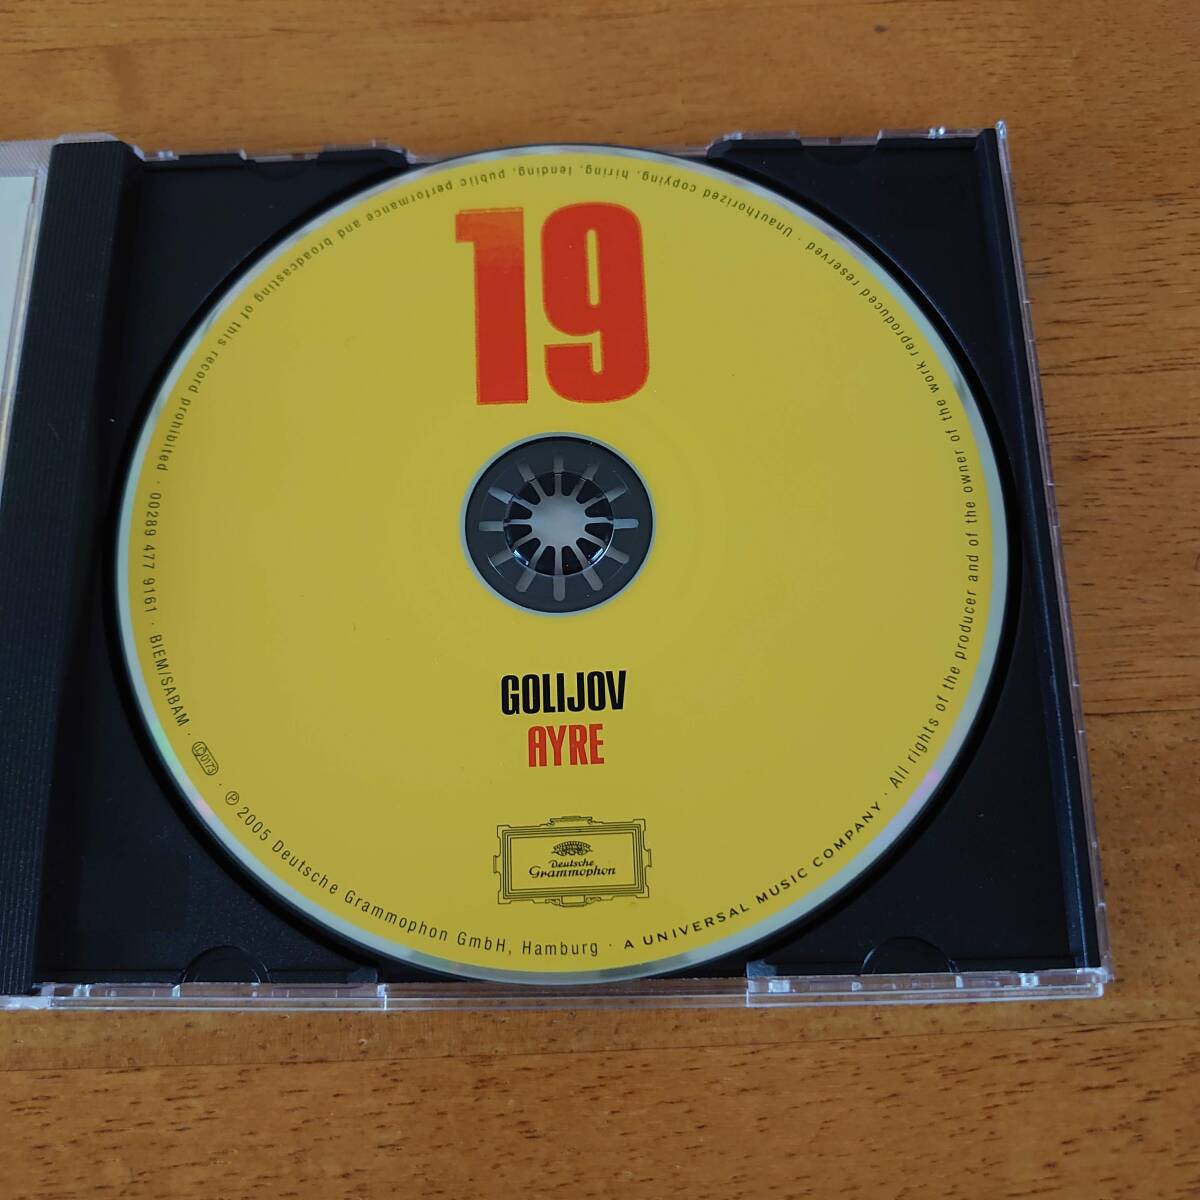 19
GOLIJOV
AYRE
Deutsche
Grammophon
℗ 2005 Deutsche Grammophon GmbH, Hamburg · A UNIVERSAL MUSIC COMPANY · All rights of the producer and of the owner of the work reproduced reserved · Unauthorized copying, hiring, lending, public performance and broadcasting of this record prohibited · 00289 477 9161 · BIEM/SABAM · LC 0173 ·